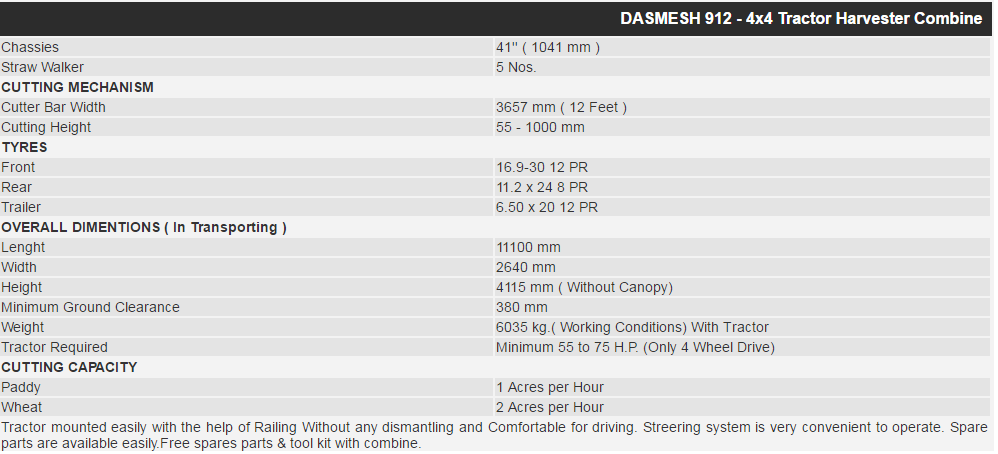 DASMESH 912 - 4x4 Tractor Harvester Combine
Chassies 41" ( 1041 mm )
Straw Walker 5 Nos.
CUTTING MECHANISM
Cutter Bar Width 3657 mm ( 12 Feet )
Cutting Height 55 - 1000 mm
TYRES
Front 16.9-30 12 PR
Rear 11.2 x 24 8 PR
Trailer 6.50 x 20 12 PR
OVERALL DIMENTIONS ( In Transporting )
Lenght 11100 mm
Width 2640 mm
Height 4115 mm ( Without Canopy)
Minimum Ground Clearance 380 mm
Weight 6035 kg.( Working Conditions) With Tractor
Tractor Required Minimum 55 to 75 H.P. (Only 4 Wheel Drive)
CUTTING CAPACITY
Paddy 1 Acres per Hour
Wheat 2 Acres per Hour
Tractor mounted easily with the help of Railing Without any dismantling and Comfortable for driving. Streering system is very convenient to operate. Spare
parts are available easily.Free spares parts & tool kit with combine.